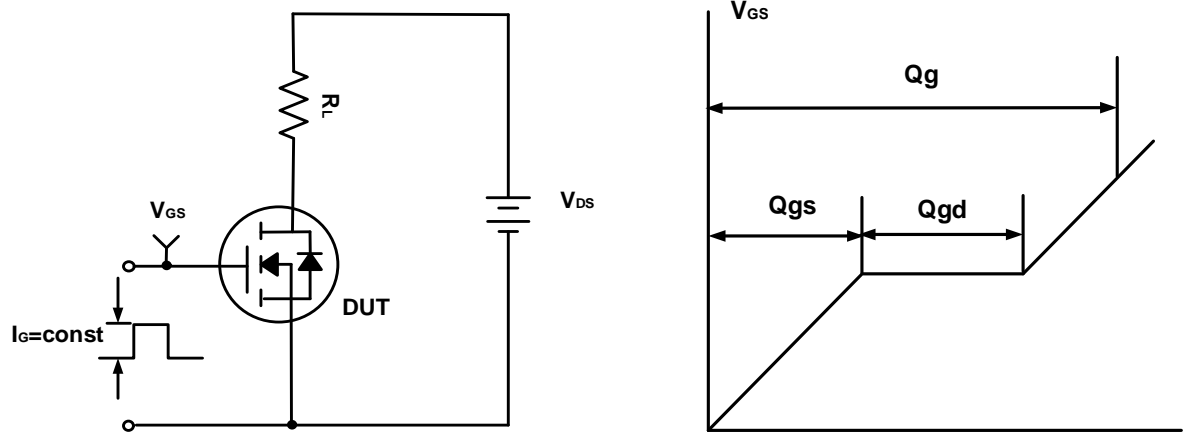 RL
VGS
VDS
DUT
IG=const
VGS
Qg
Qgs
Qgd